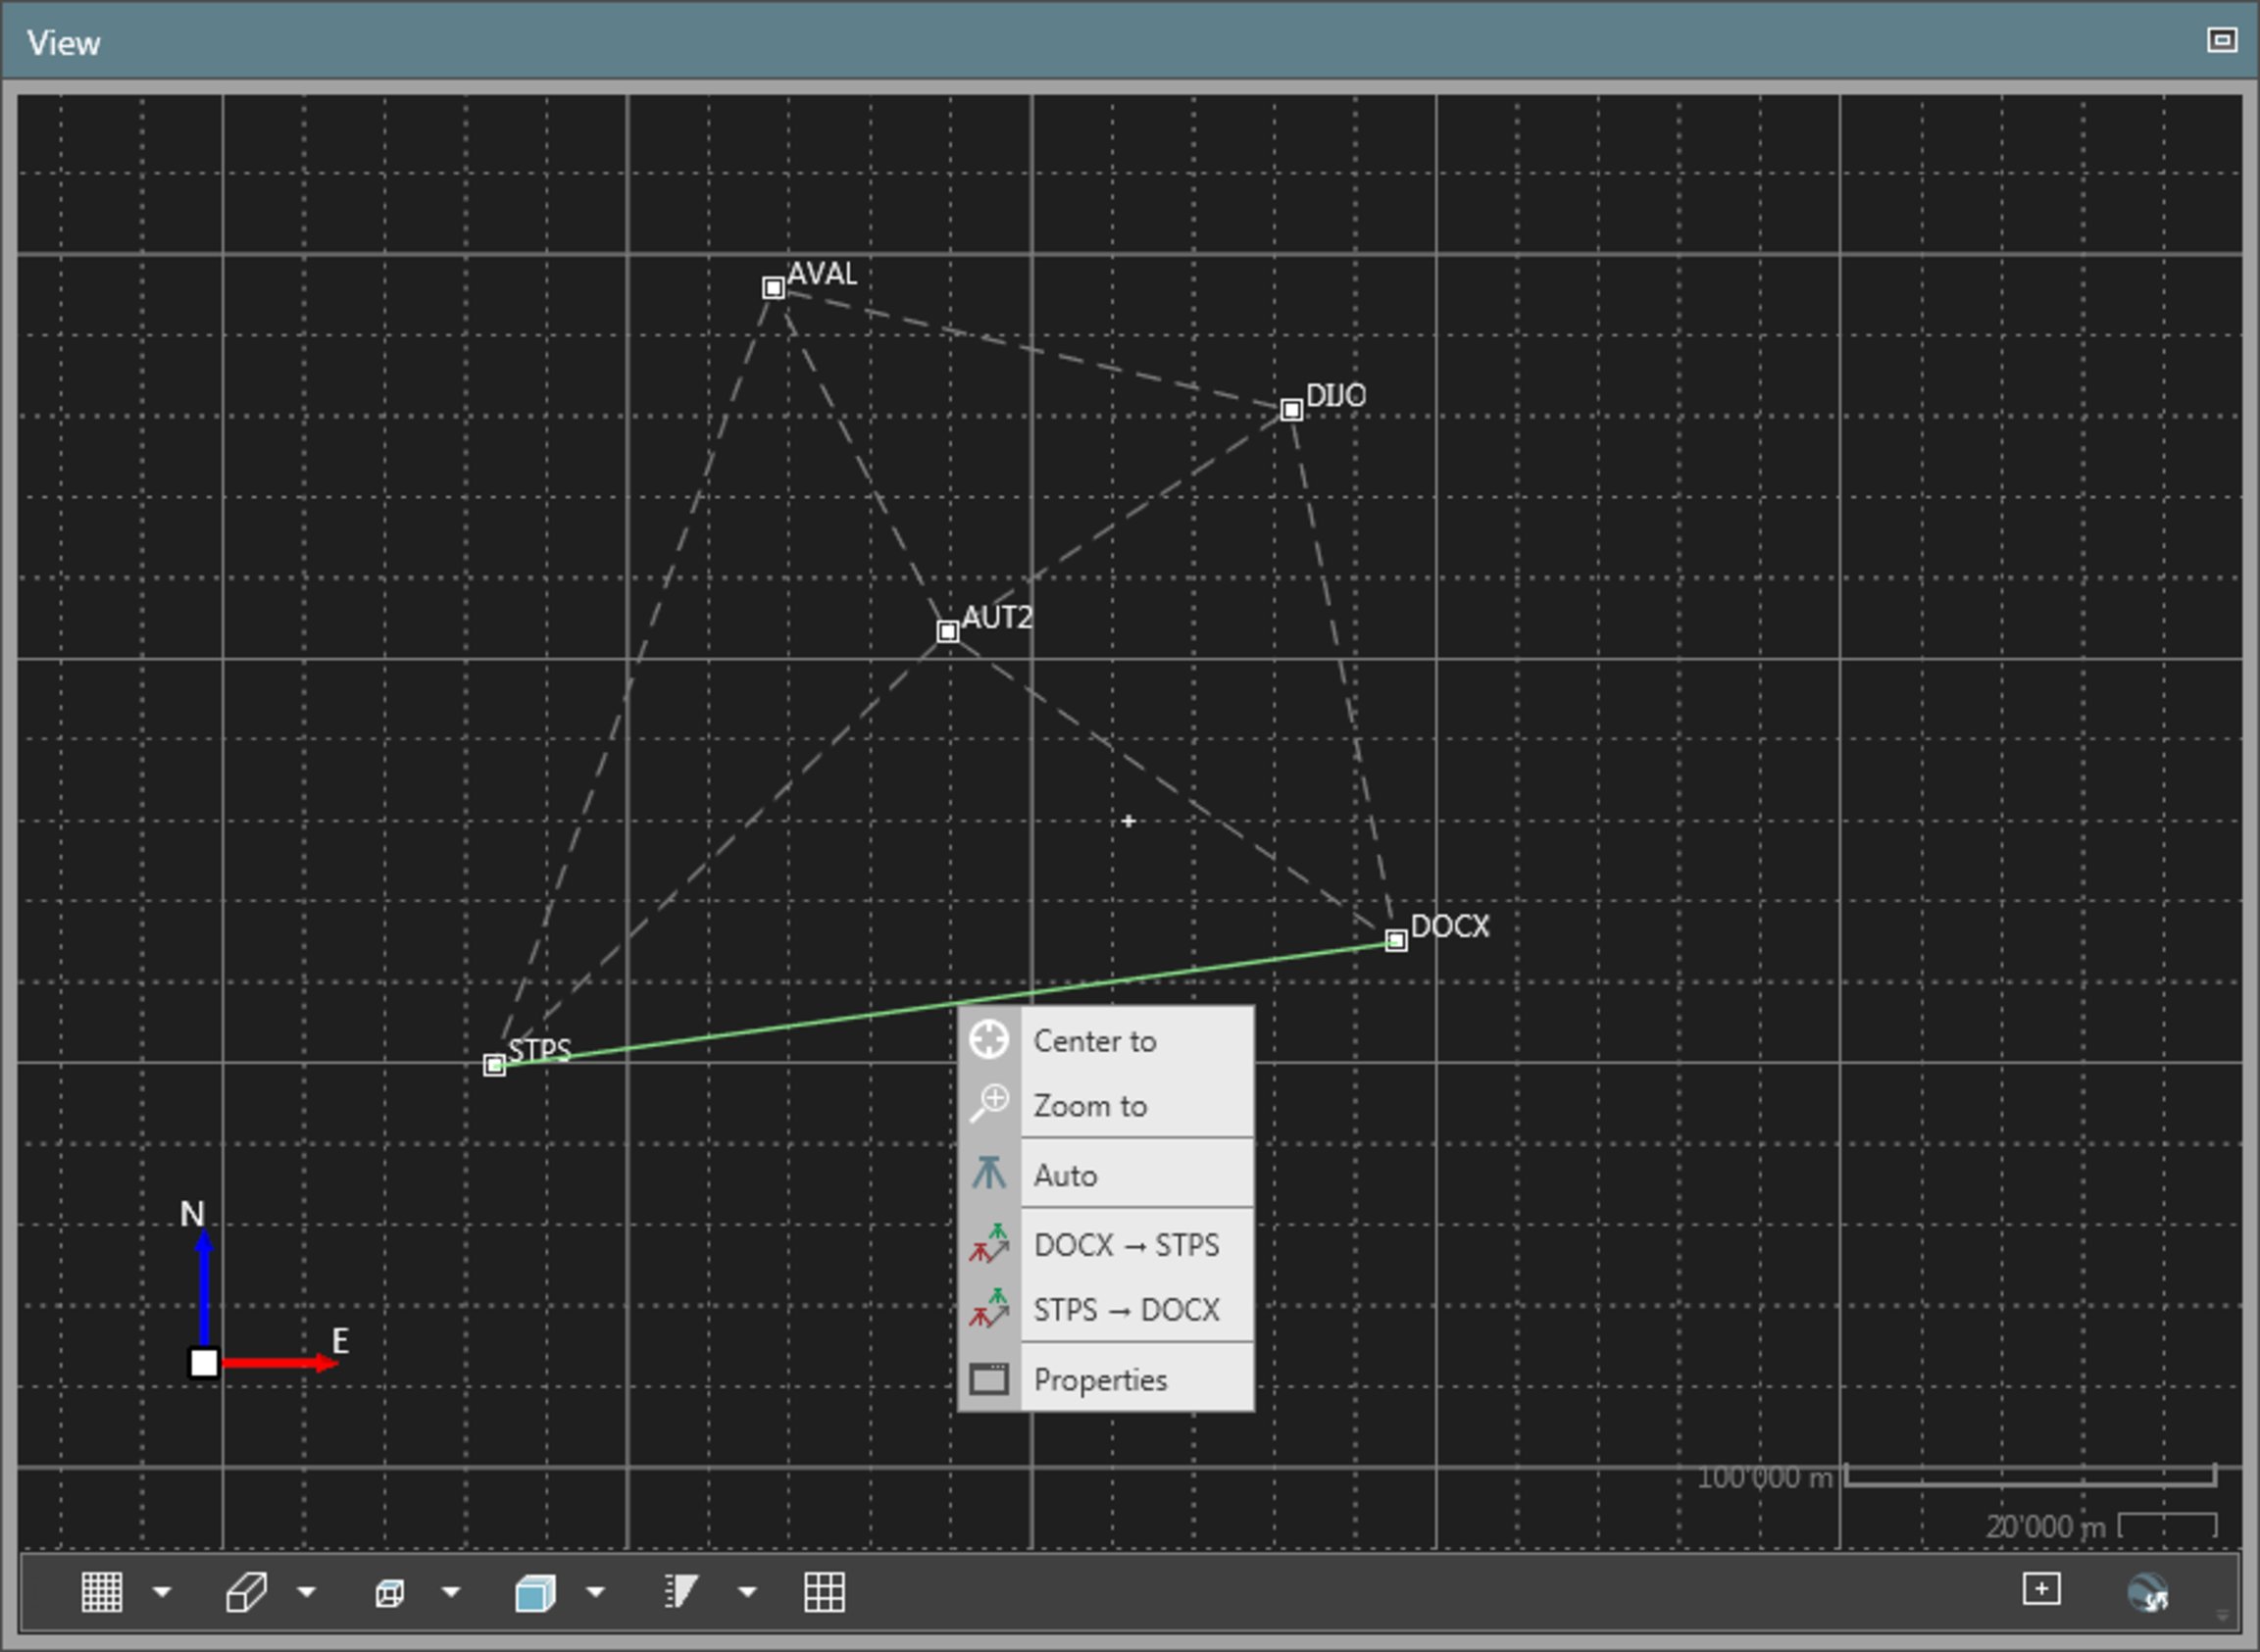 View
AVAL
DIJO
AUT2
DOCX
STPS
Center to
Zoom to
Auto
DOCX → STPS
STPS → DOCX
Properties
N
E
100'000 m
20'000 m